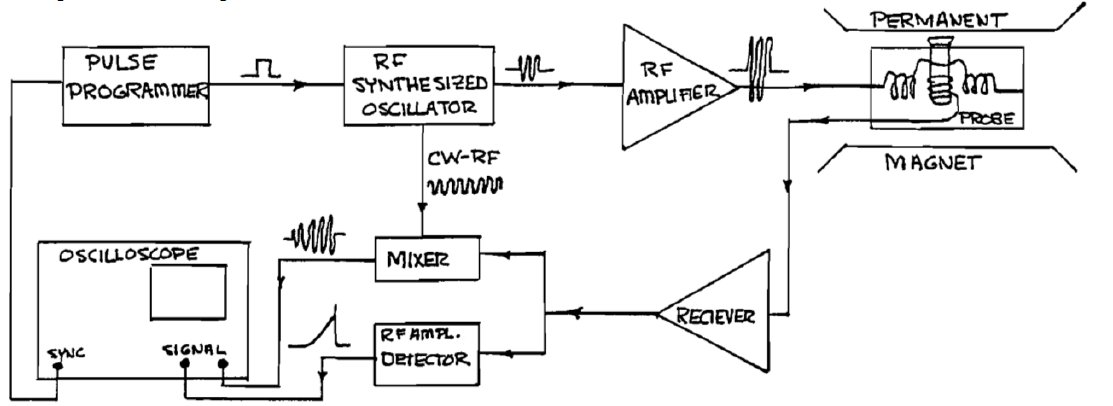 PERMANENT
PULSE
PROGRAMMER
RF
SYNTHESIZED
OSCILLATOR
RF
AMPLIFIER
PROBE
MAGNET
CW-RF
OSCILLOSCOPE
MIXER
RECIEVER
RF AMPL.
DETECTOR
SYNC
SIGNAL